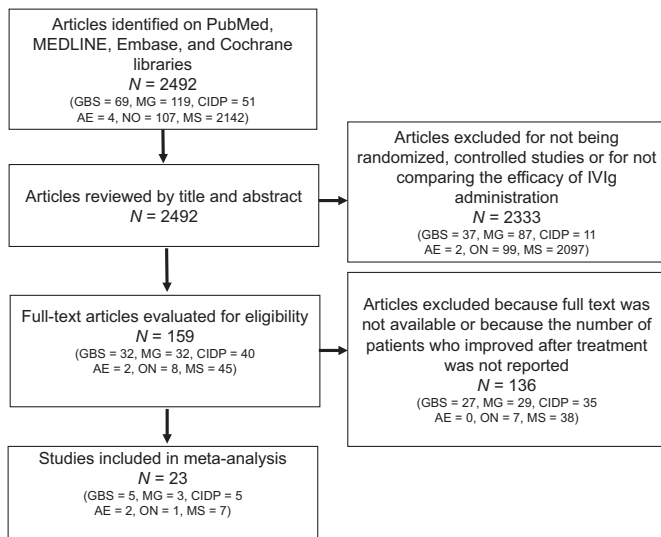 Articles identified on PubMed,
MEDLINE, Embase, and Cochrane
libraries
N = 2492
(GBS = 69, MG = 119, CIDP = 51
AE = 4, NO = 107, MS = 2142)
Articles reviewed by title and abstract
N = 2492
Articles excluded for not being
randomized, controlled studies or for not
comparing the efficacy of IVIg
administration
N = 2333
(GBS = 37, MG = 87, CIDP = 11
AE = 2, ON = 99, MS = 2097)
Full-text articles evaluated for eligibility
N = 159
(GBS = 32, MG = 32, CIDP = 40
AE = 2, ON = 8, MS = 45)
Articles excluded because full text was
not available or because the number of
patients who improved after treatment
was not reported
N = 136
(GBS = 27, MG = 29, CIDP = 35
AE = 0, ON = 7, MS = 38)
Studies included in meta-analysis
N = 23
(GBS = 5, MG = 3, CIDP = 5
AE = 2, ON = 1, MS = 7)